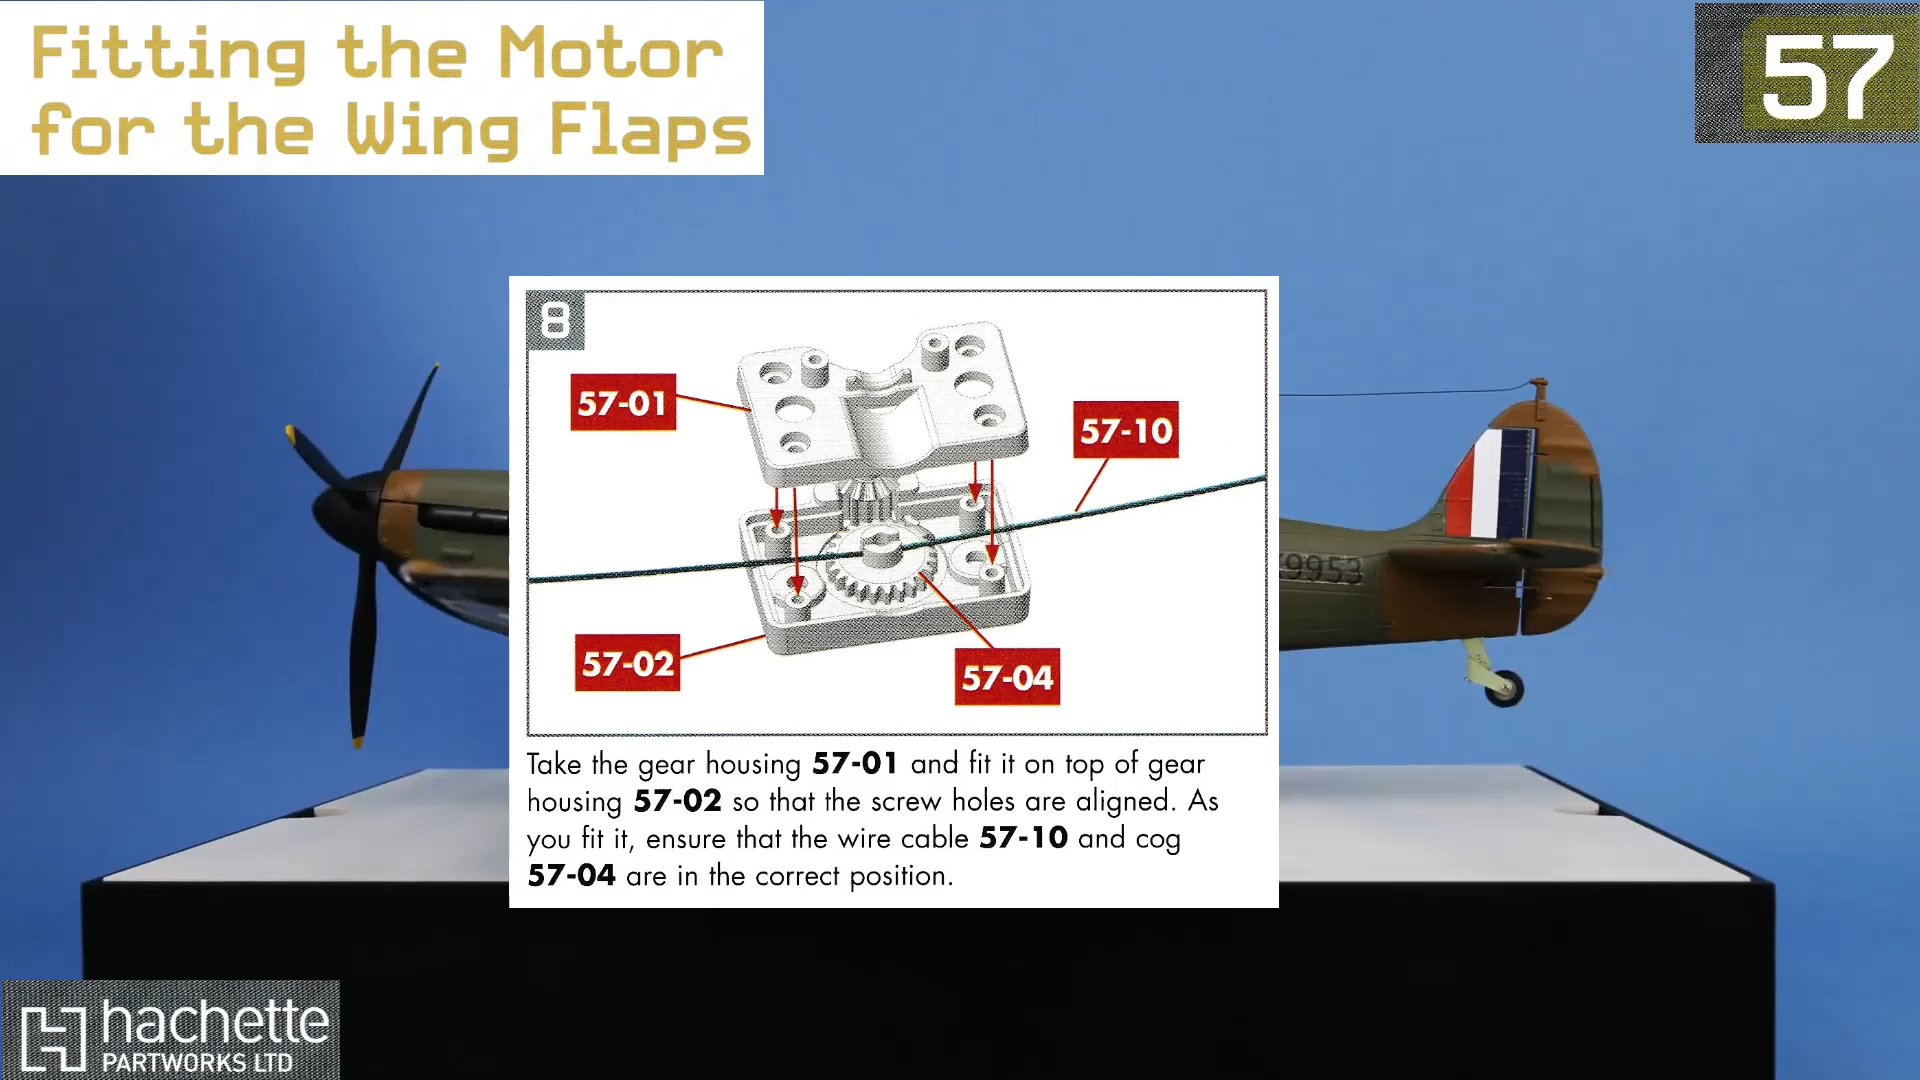 Fitting the Motor
for the Wing Flaps
57
8
57-01
57-10
57-02
57-04
Take the gear housing 57-01 and fit it on top of gear
housing 57-02 so that the screw holes are aligned. As
you fit it, ensure that the wire cable 57-10 and cog
57-04 are in the correct position.
9953
hachette
PARTWORKS LTD